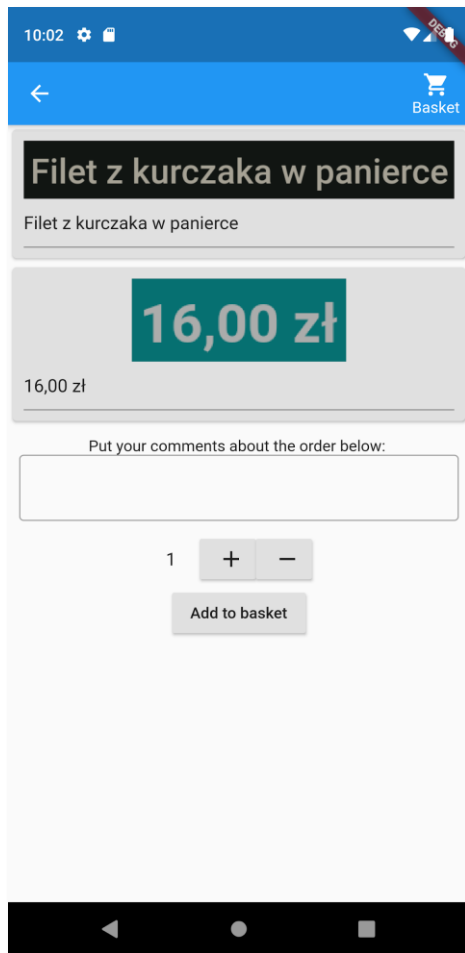 10:02
DEBUG
Basket
Filet z kurczaka w panierce
Filet z kurczaka w panierce
16,00 zł
16,00 zł
Put your comments about the order below:
1 + −
Add to basket